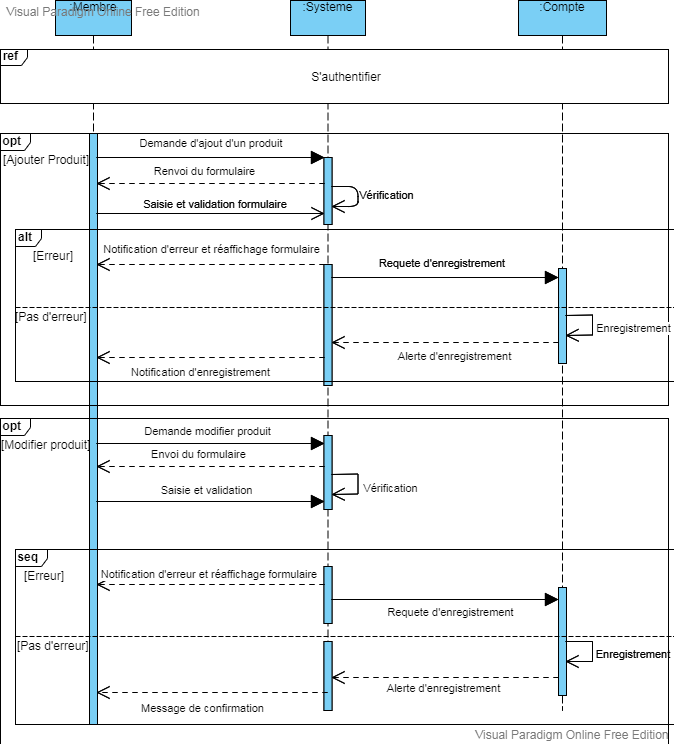 Visual Paradigm Online Free Edition
:Membre
:Systeme
:Compte
ref
S'authentifier
opt
[Ajouter Produit]
Demande d'ajout d'un produit
Renvoi du formulaire
Vérification
Saisie et validation formulaire
alt
[Erreur]
Notification d'erreur et réaffichage formulaire
Requete d'enregistrement
[Pas d'erreur]
Enregistrement
Alerte d'enregistrement
Notification d'enregistrement
opt
[Modifier produit]
Demande modifier produit
Envoi du formulaire
Saisie et validation
Vérification
seq
[Erreur]
Notification d'erreur et réaffichage formulaire
Requete d'enregistrement
[Pas d'erreur]
Enregistrement
Alerte d'enregistrement
Message de confirmation
Visual Paradigm Online Free Edition